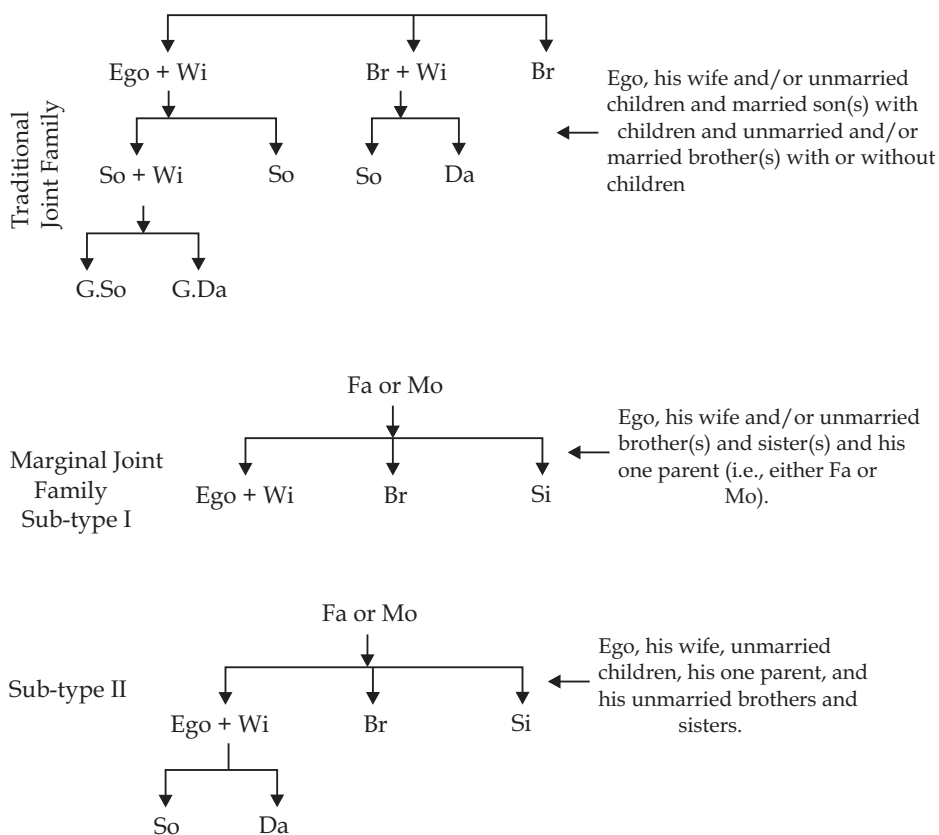 Traditional
Joint Family
Ego + Wi Br + Wi Br
So + Wi So So Da
G.So G.Da
Ego, his wife and/or unmarried
children and married son(s) with
children and unmarried and/or
married brother(s) with or without
children
Marginal Joint
Family
Sub-type I
Fa or Mo
Ego + Wi Br Si
Ego, his wife and/or unmarried
brother(s) and sister(s) and his
one parent (i.e., either Fa or
Mo).
Sub-type II
Fa or Mo
Ego + Wi Br Si
So Da
Ego, his wife, unmarried
children, his one parent, and
his unmarried brothers and
sisters.